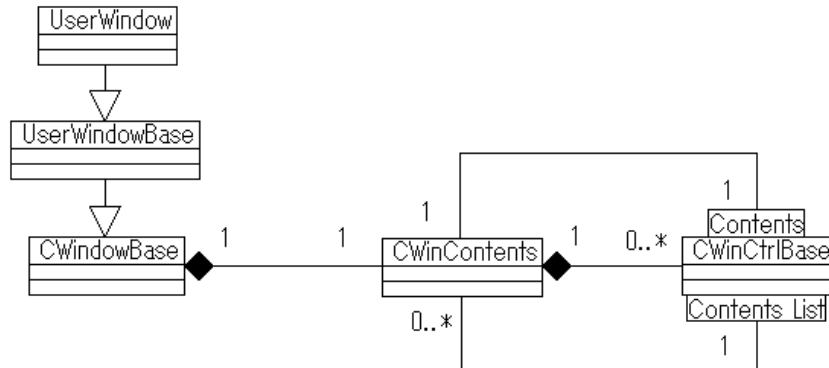 UserWindow
UserWindowBase
1
1
Contents
CWindowBase
1
1
CWinContents
1
0..*
CWinCtrlBase
0..*
Contents List
1